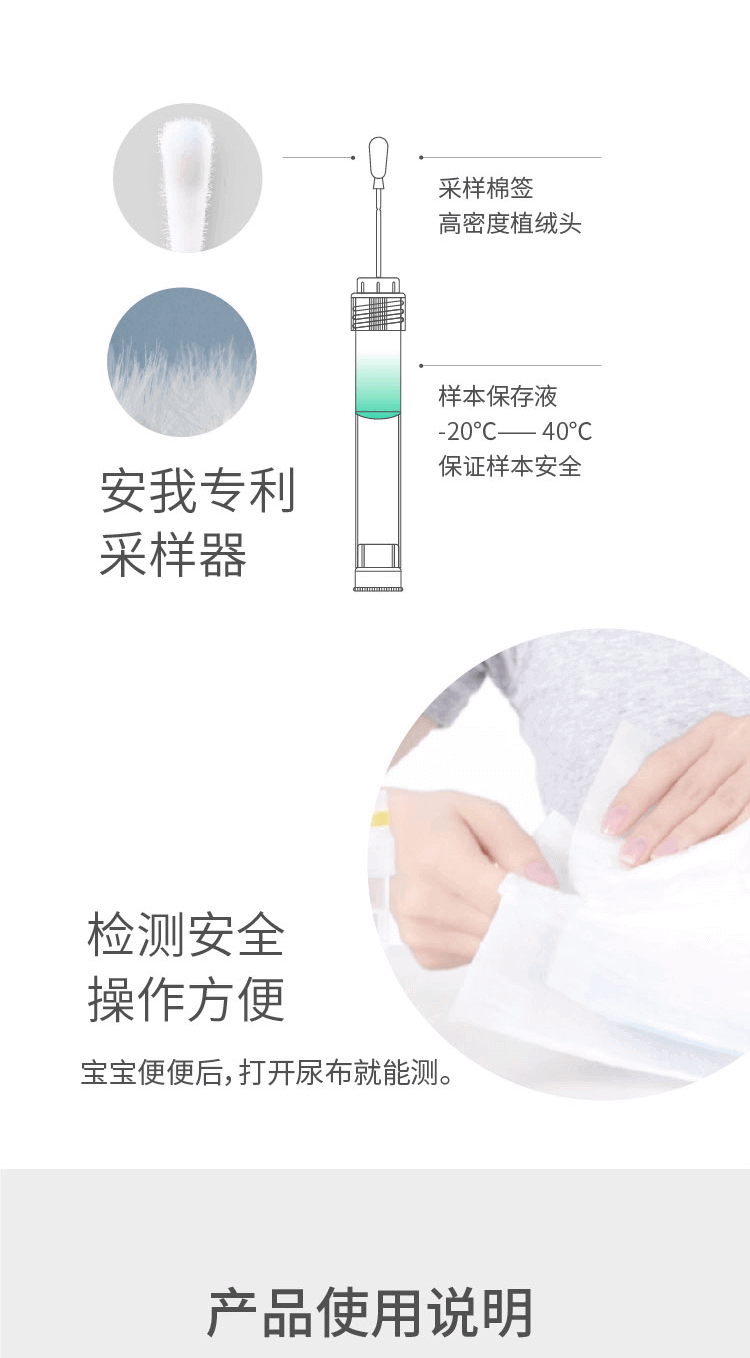 采样棉签
高密度植绒头
样本保存液
-20℃—— 40℃
保证样本安全
安我专利
采样器
检测安全
操作方便
宝宝便便后，打开尿布就能测。
产品使用说明